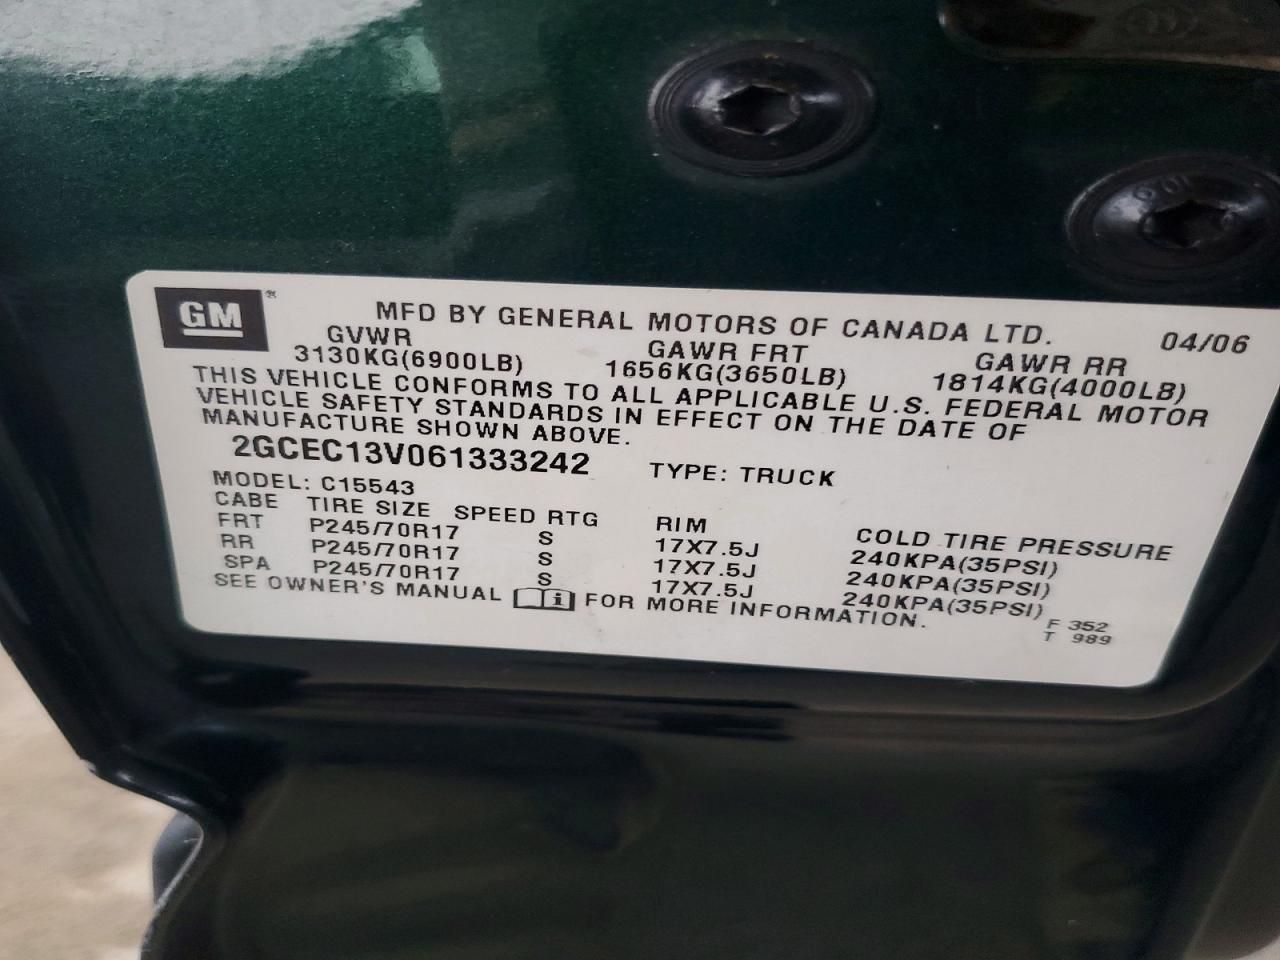 GM®
MFD BY GENERAL MOTORS OF CANADA LTD. 04/06
GVWR GAWR FRT GAWR RR
3130KG(6900LB) 1656KG(3650LB) 1814KG(4000LB)
THIS VEHICLE CONFORMS TO ALL APPLICABLE U.S. FEDERAL MOTOR
VEHICLE SAFETY STANDARDS IN EFFECT ON THE DATE OF
MANUFACTURE SHOWN ABOVE.
2GCEC13V061333242 TYPE: TRUCK
MODEL: C15543
CABE TIRE SIZE SPEED RTG RIM COLD TIRE PRESSURE
FRT P245/70R17 S 17X7.5J 240KPA(35PSI)
RR P245/70R17 S 17X7.5J 240KPA(35PSI)
SPA P245/70R17 S 17X7.5J 240KPA(35PSI)
SEE OWNER'S MANUAL i FOR MORE INFORMATION.
F 352
T 989